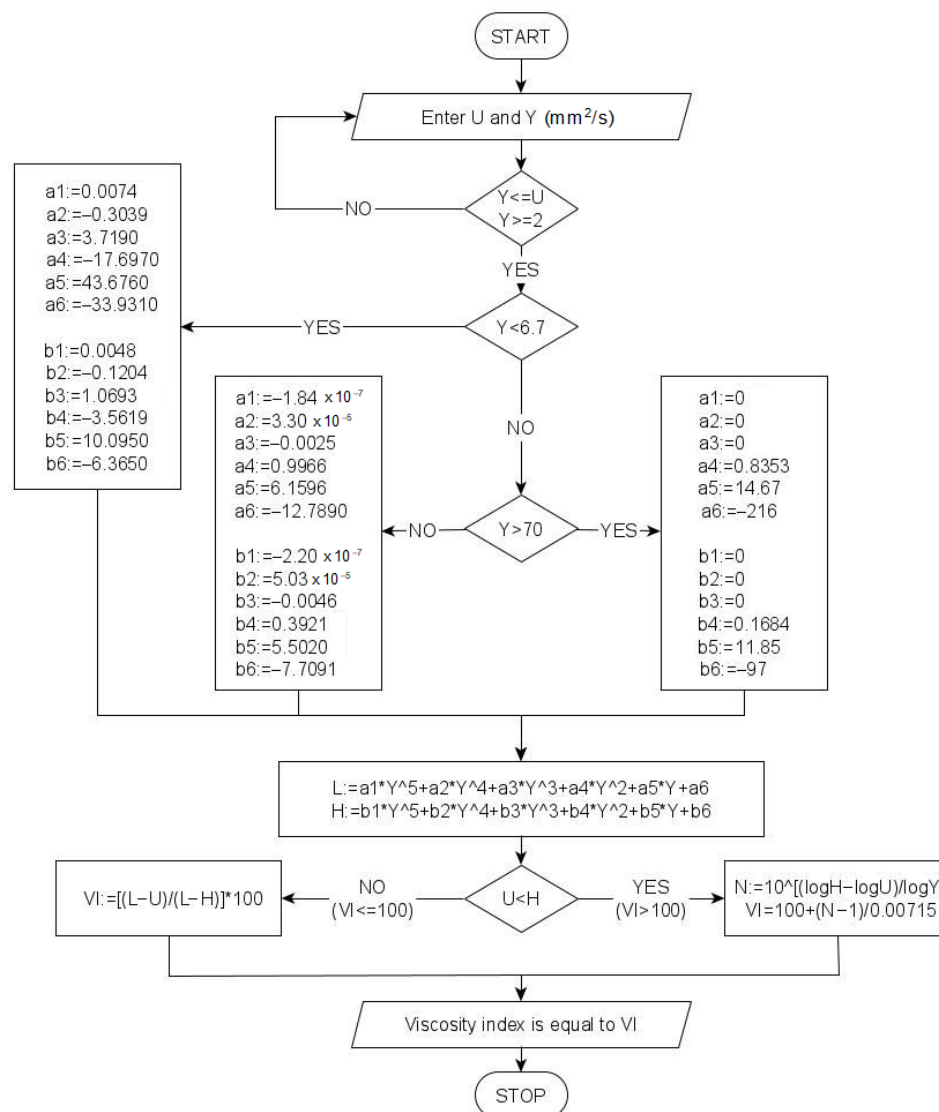 START
Enter U and Y (mm²/s)
Y<=U
Y>=2
NO
YES
Y<6.7
YES
NO
a1:=0.0074
a2:=–0.3039
a3:=3.7190
a4:=–17.6970
a5:=43.6760
a6:=–33.9310
b1:=0.0048
b2:=–0.1204
b3:=1.0693
b4:=–3.5619
b5:=10.0950
b6:=–6.3650
a1:=–1.84 x 10⁻⁷
a2:=3.30 x 10⁻⁵
a3:=–0.0025
a4:=0.9966
a5:=6.1596
a6:=–12.7890
b1:=–2.20 x 10⁻⁷
b2:=5.03 x 10⁻⁵
b3:=–0.0046
b4:=0.3921
b5:=5.5020
b6:=–7.7091
NO
Y>70
YES
a1:=0
a2:=0
a3:=0
a4:=0.8353
a5:=14.67
a6:=–216
b1:=0
b2:=0
b3:=0
b4:=0.1684
b5:=11.85
b6:=–97
L:=a1*Y^5+a2*Y^4+a3*Y^3+a4*Y^2+a5*Y+a6
H:=b1*Y^5+b2*Y^4+b3*Y^3+b4*Y^2+b5*Y+b6
VI:=[(L–U)/(L–H)]*100
NO
(VI<=100)
U<H
YES
(VI>100)
N:=10^[(logH–logU)/logY
VI=100+(N–1)/0.00715
Viscosity index is equal to VI
STOP